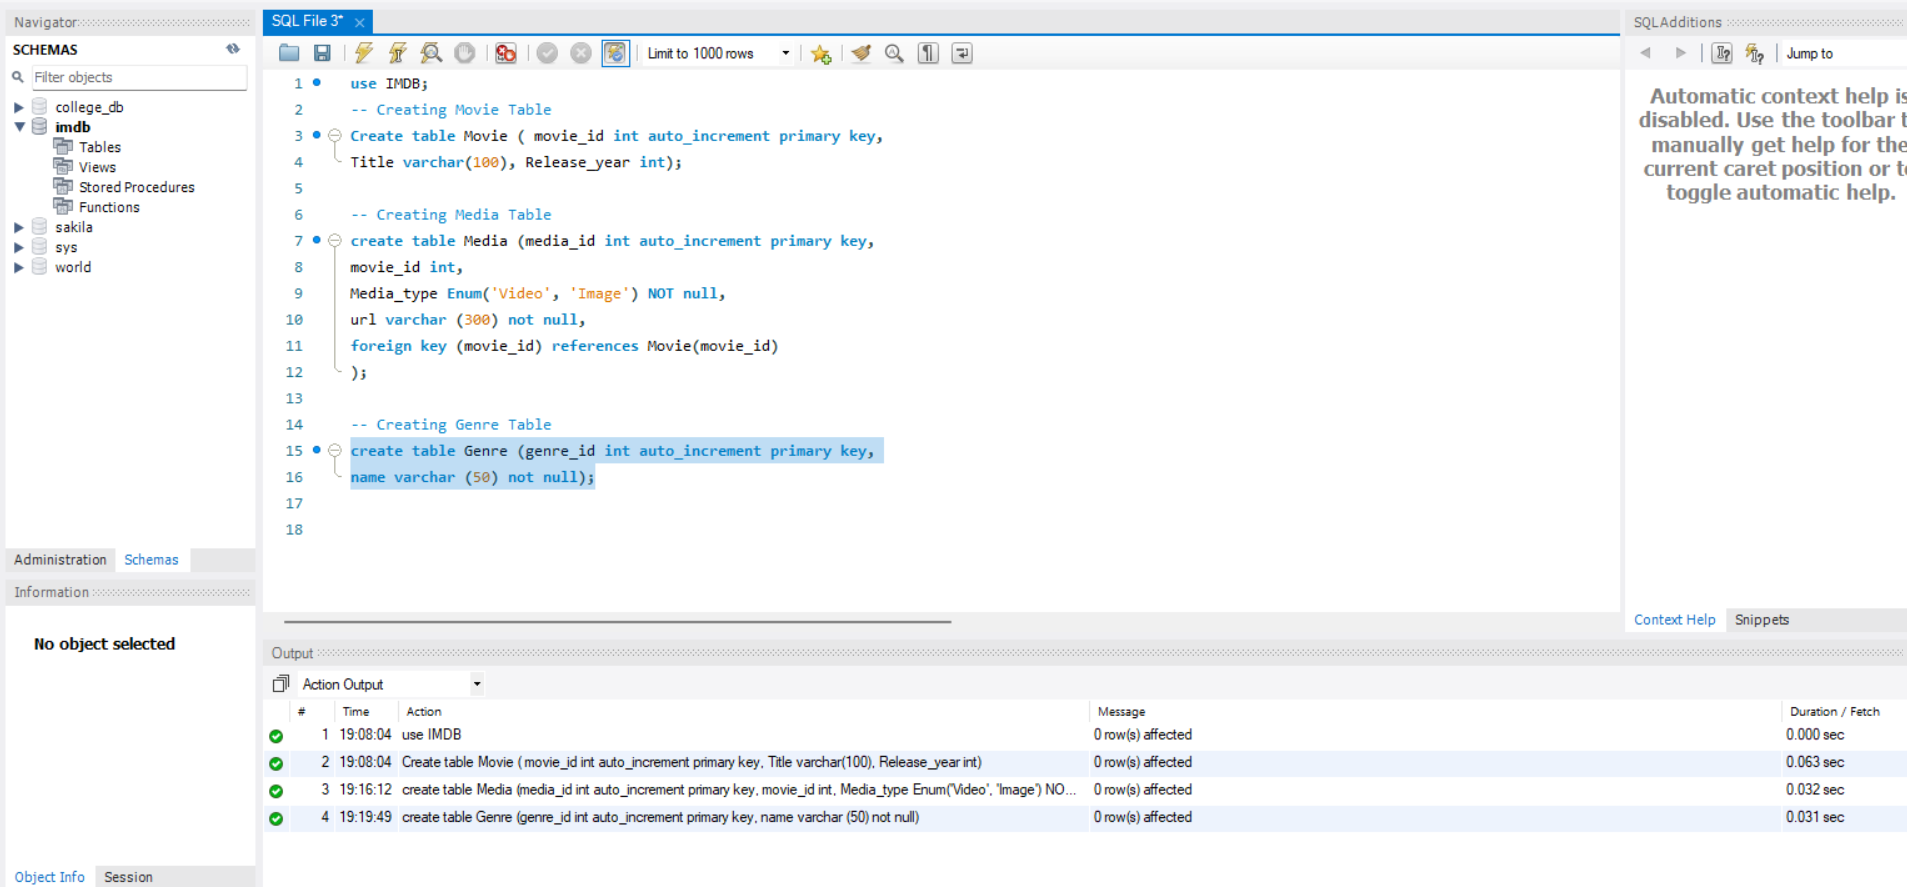 Navigator
SCHEMAS
Filter objects
college_db
imdb
Tables
Views
Stored Procedures
Functions
sakila
sys
world
Administration Schemas
Information
No object selected
Object Info Session
SQL File 3* ×
Limit to 1000 rows
1 use IMDB;
2 -- Creating Movie Table
3 Create table Movie ( movie_id int auto_increment primary key,
4 Title varchar(100), Release_year int);
5
6 -- Creating Media Table
7 create table Media (media_id int auto_increment primary key,
8 movie_id int,
9 Media_type Enum('Video', 'Image') NOT null,
10 url varchar (300) not null,
11 foreign key (movie_id) references Movie(movie_id)
12 );
13
14 -- Creating Genre Table
15 create table Genre (genre_id int auto_increment primary key,
16 name varchar (50) not null);
17
18
SQLAdditions
Jump to
Automatic context help is
disabled. Use the toolbar t
manually get help for the
current caret position or t
toggle automatic help.
Context Help Snippets
Output
Action Output
# Time Action Message Duration / Fetch
1 19:08:04 use IMDB 0 row(s) affected 0.000 sec
2 19:08:04 Create table Movie ( movie_id int auto_increment primary key, Title varchar(100), Release_year int) 0 row(s) affected 0.063 sec
3 19:16:12 create table Media (media_id int auto_increment primary key, movie_id int, Media_type Enum('Video', 'Image') NO... 0 row(s) affected 0.032 sec
4 19:19:49 create table Genre (genre_id int auto_increment primary key, name varchar (50) not null) 0 row(s) affected 0.031 sec